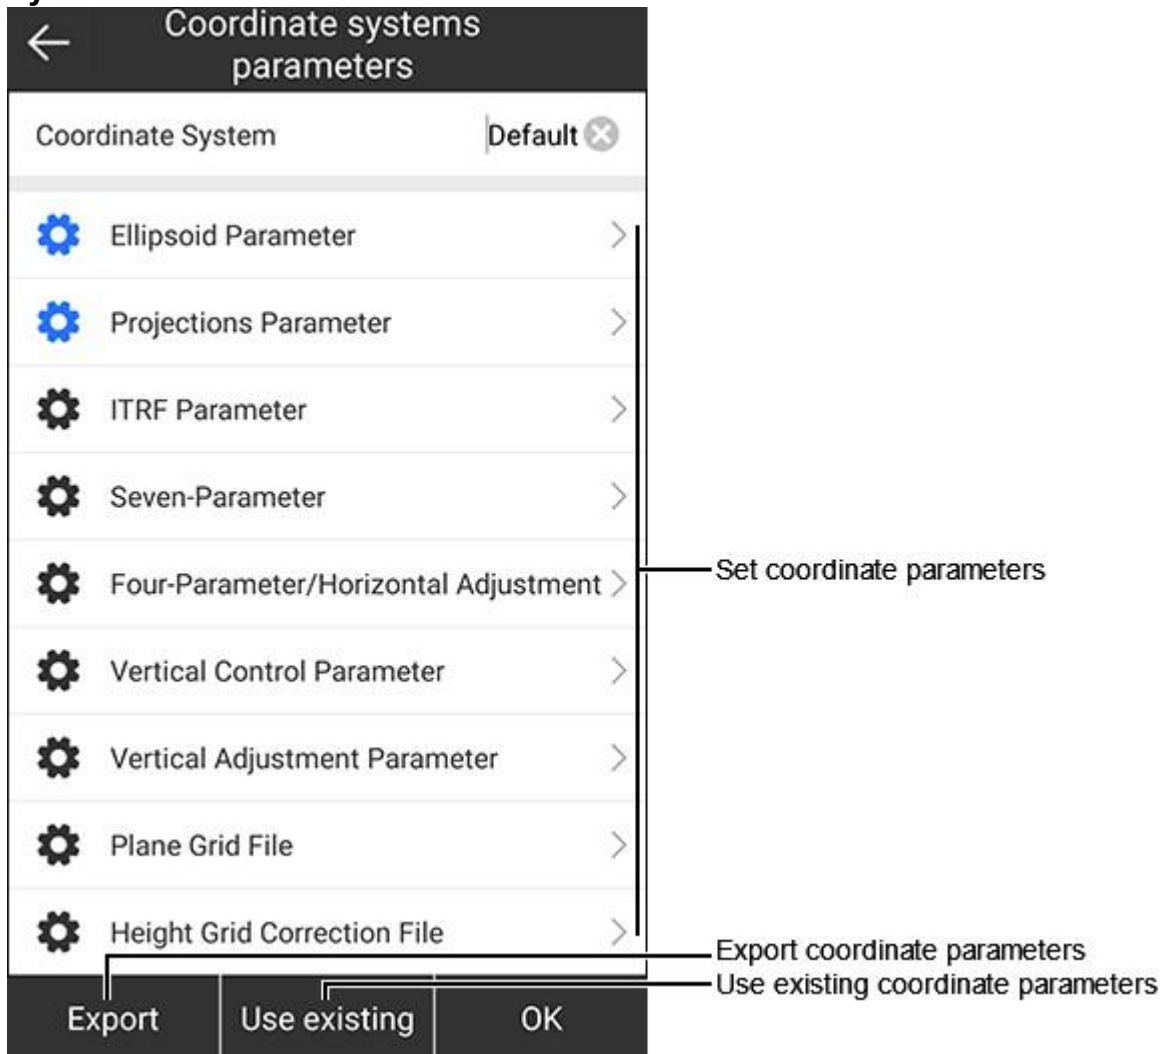 Coordinate systems
parameters
Coordinate System Default
Ellipsoid Parameter
Projections Parameter
ITRF Parameter
Seven-Parameter
Four-Parameter/Horizontal Adjustment
Set coordinate parameters
Vertical Control Parameter
Vertical Adjustment Parameter
Plane Grid File
Height Grid Correction File
Export coordinate parameters
Use existing coordinate parameters
Export Use existing OK